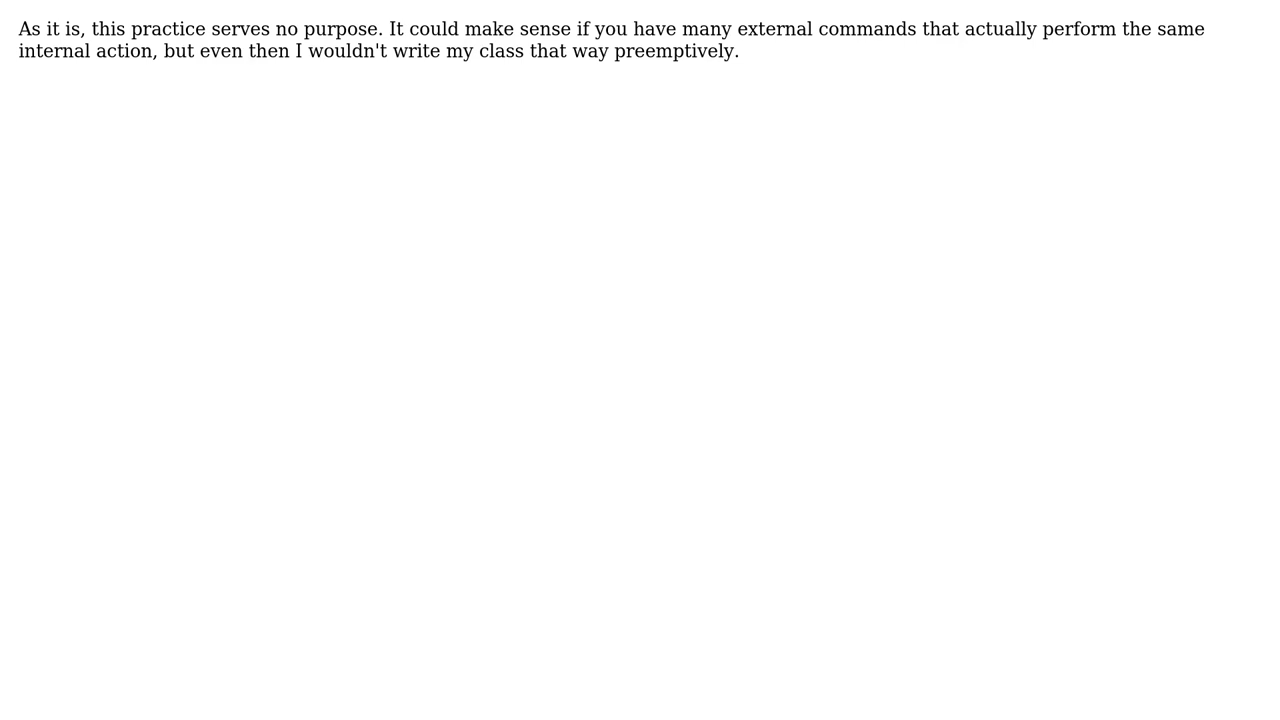 As it is, this practice serves no purpose. It could make sense if you have many external commands that actually perform the same
internal action, but even then I wouldn't write my class that way preemptively.